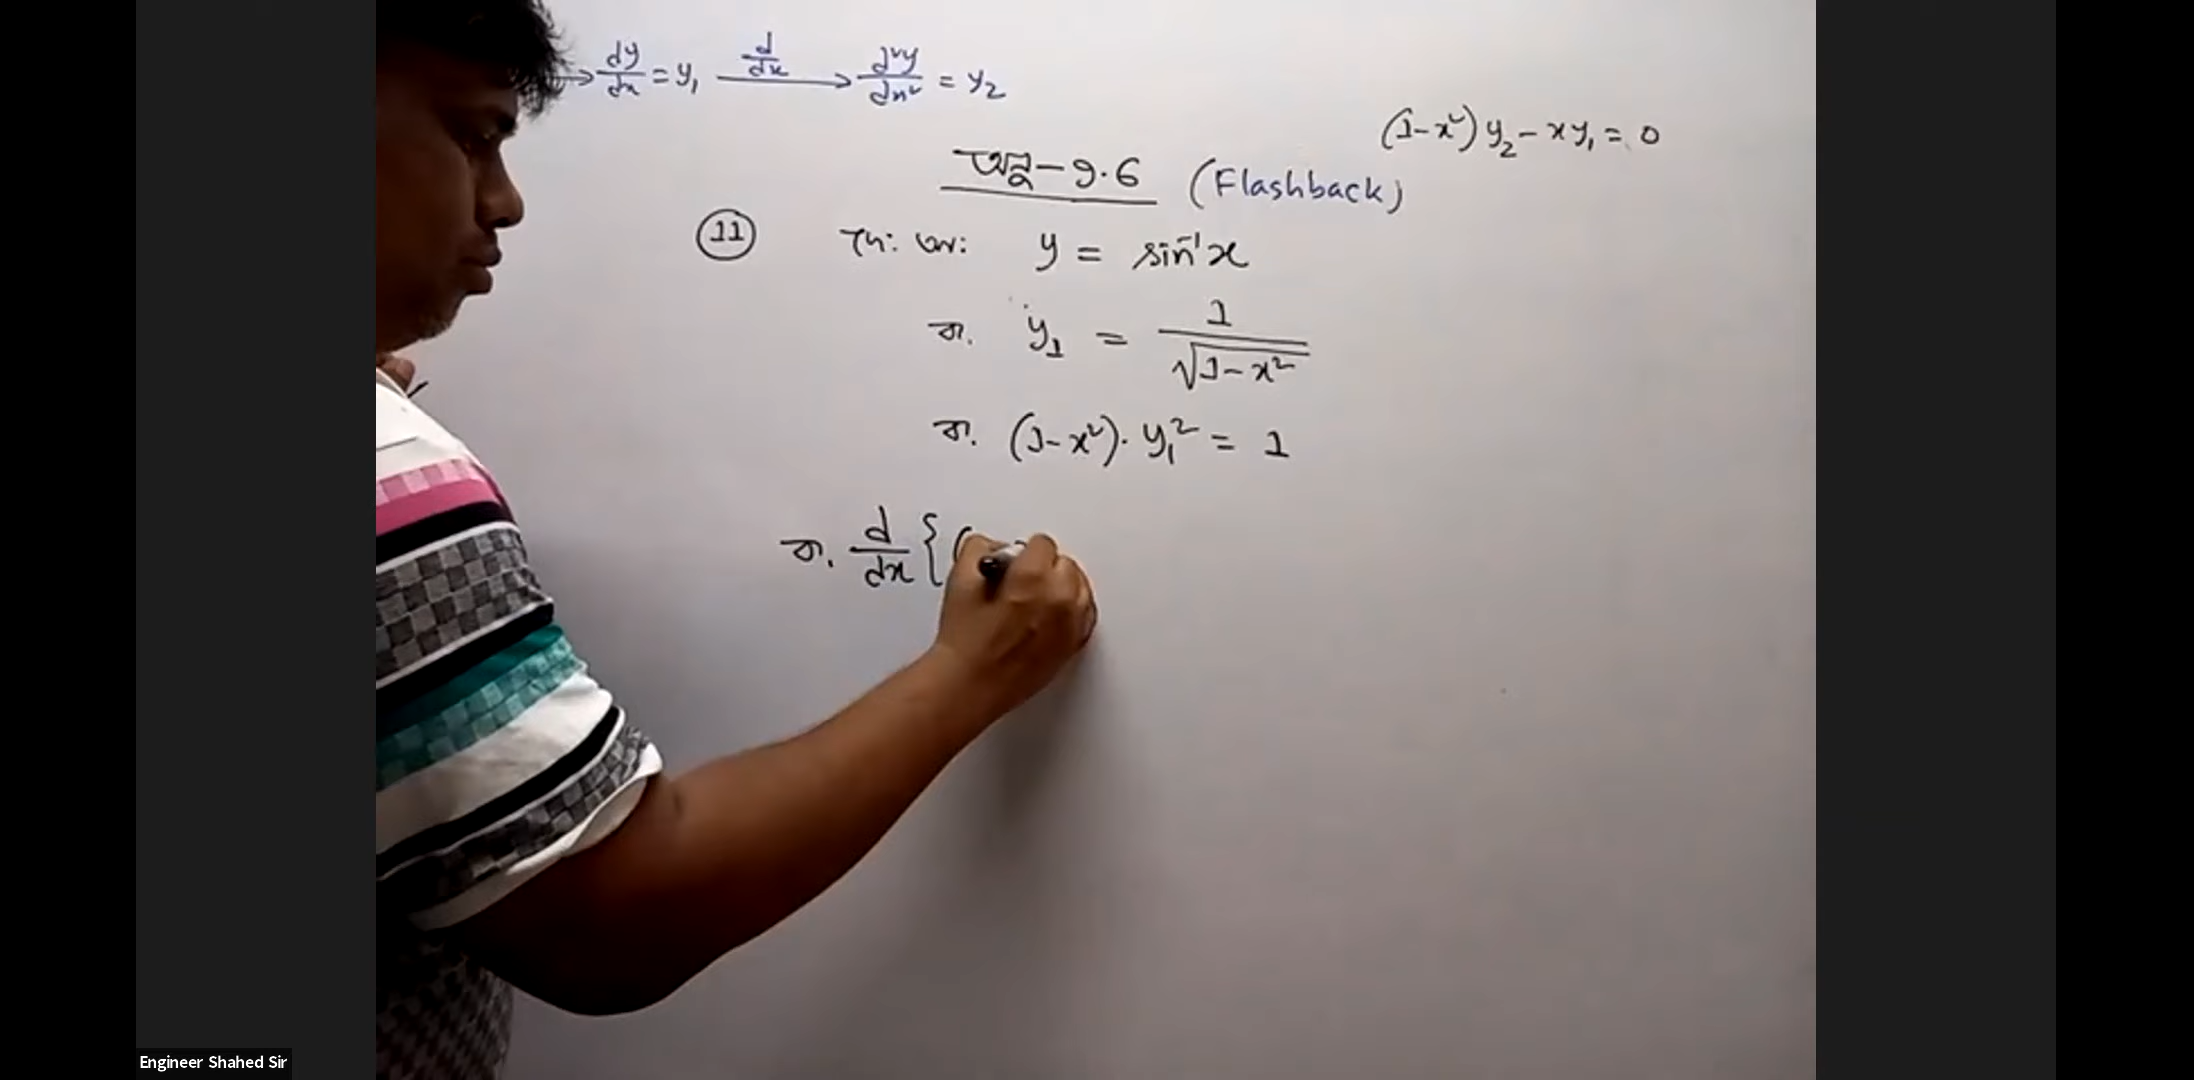 → dy/dx = y₁ d/dx → d²y/dx² = y₂
(1-x²) y₂ - xy₁ = 0
অনু-9.6 (Flashback)
11 দে: আ: y = sin⁻¹x
বা, y₁ = 1/√(1-x²)
বা, (1-x²). y₁² = 1
বা, d/dx {(
Engineer Shahed Sir